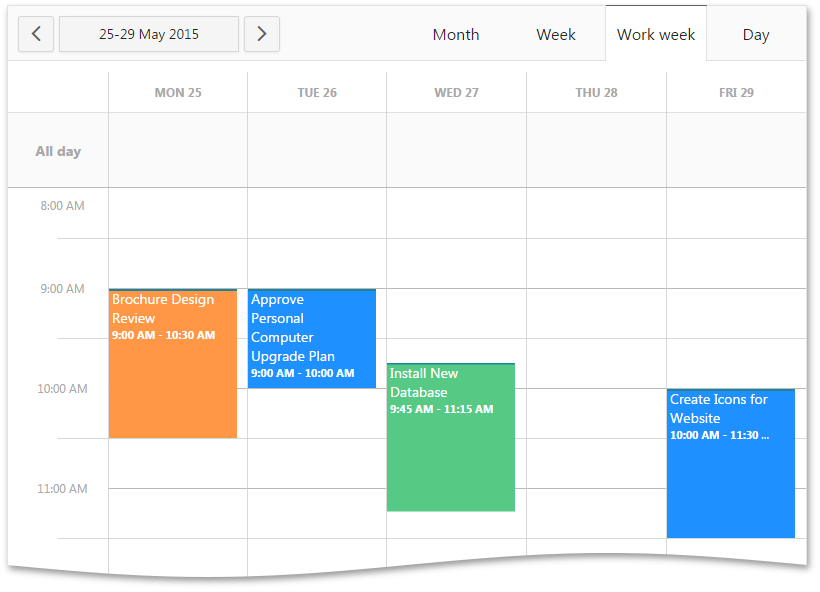 25-29 May 2015
Month
Week
Work week
Day
MON 25
TUE 26
WED 27
THU 28
FRI 29
All day
8:00 AM
9:00 AM
Brochure Design
Review
9:00 AM - 10:30 AM
Approve
Personal
Computer
Upgrade Plan
9:00 AM - 10:00 AM
Install New
Database
9:45 AM - 11:15 AM
10:00 AM
Create Icons for
Website
10:00 AM - 11:30 ...
11:00 AM